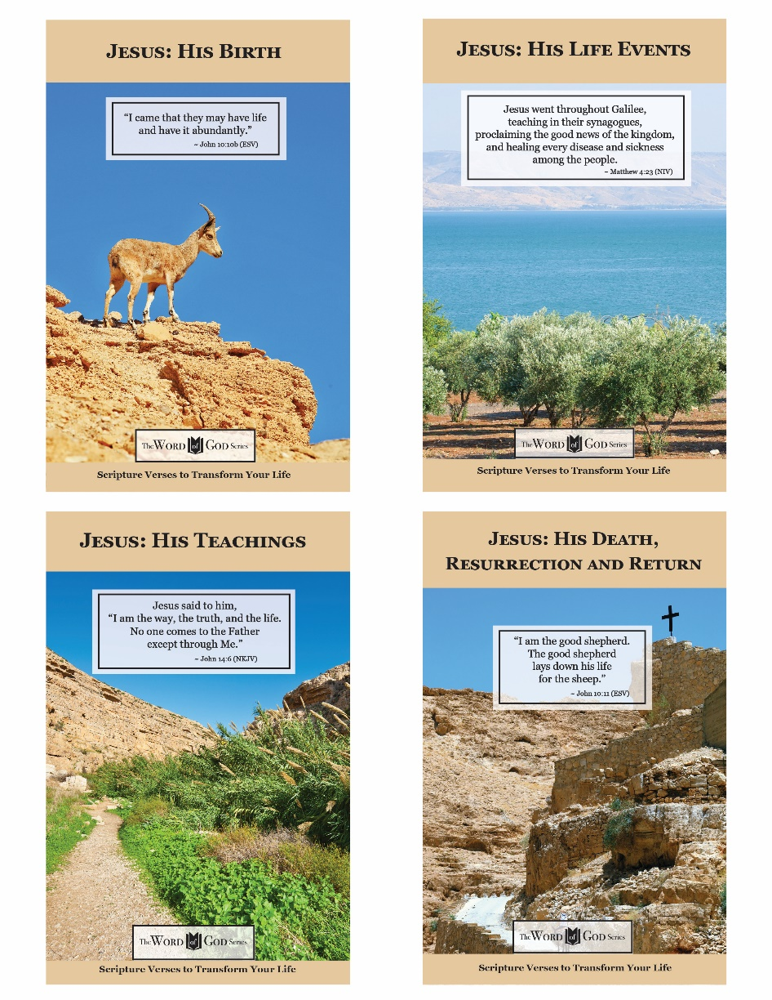 Jesus: His Birth
“I came that they may have life
and have it abundantly.”
~ John 10:10b (ESV)
The WORD of GOD Series
Scripture Verses to Transform Your Life
Jesus: His Life Events
Jesus went throughout Galilee,
teaching in their synagogues,
proclaiming the good news of the kingdom,
and healing every disease and sickness
among the people.
~ Matthew 4:23 (NIV)
The WORD of GOD Series
Scripture Verses to Transform Your Life
Jesus: His Teachings
Jesus said to him,
“I am the way, the truth, and the life.
No one comes to the Father
except through Me.”
~ John 14:6 (NKJV)
The WORD of GOD Series
Scripture Verses to Transform Your Life
Jesus: His Death,
Resurrection and Return
“I am the good shepherd.
The good shepherd
lays down his life
for the sheep.”
~ John 10:11 (ESV)
The WORD of GOD Series
Scripture Verses to Transform Your Life